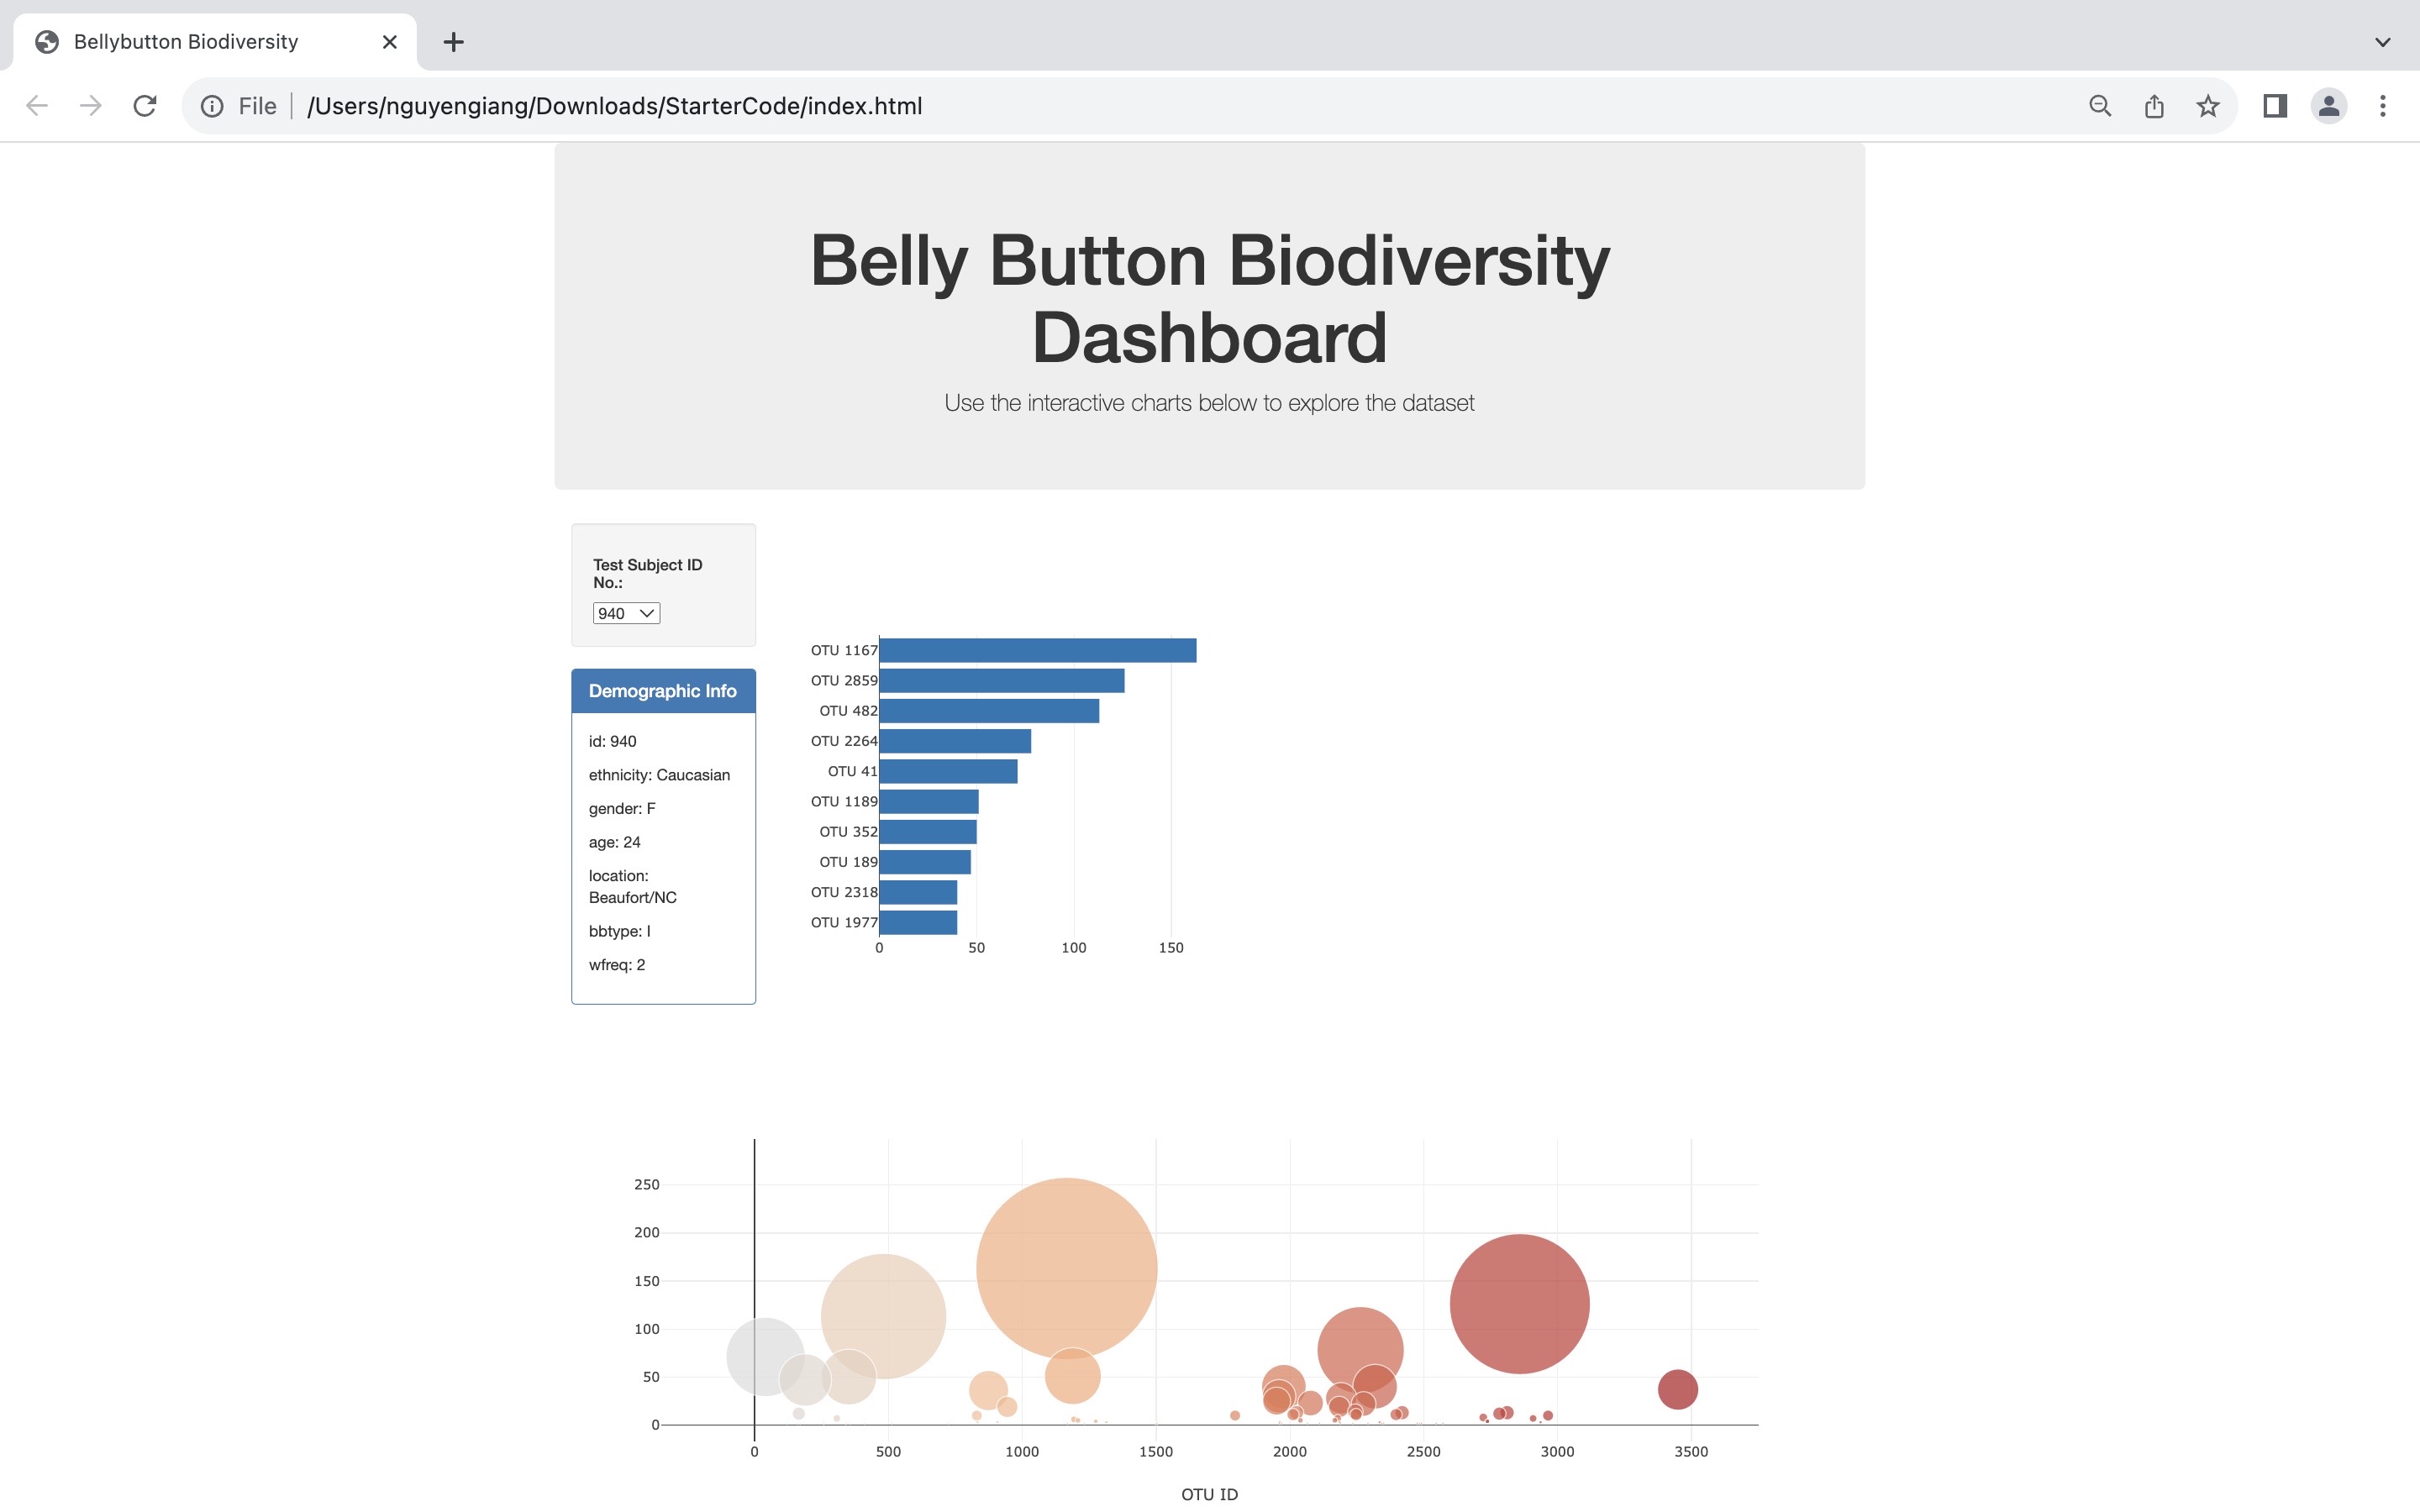 Bellybutton Biodiversity
File
/Users/nguyengiang/Downloads/StarterCode/index.html
Belly Button Biodiversity
Dashboard
Use the interactive charts below to explore the dataset
Test Subject ID
No.:
940
Demographic Info
id: 940
ethnicity: Caucasian
gender: F
age: 24
location:
Beaufort/NC
bbtype: I
wfreq: 2
OTU 1167
OTU 2859
OTU 482
OTU 2264
OTU 41
OTU 1189
OTU 352
OTU 189
OTU 2318
OTU 1977
0 50 100 150
250
200
150
100
50
0
0 500 1000 1500 2000 2500 3000 3500
OTU ID